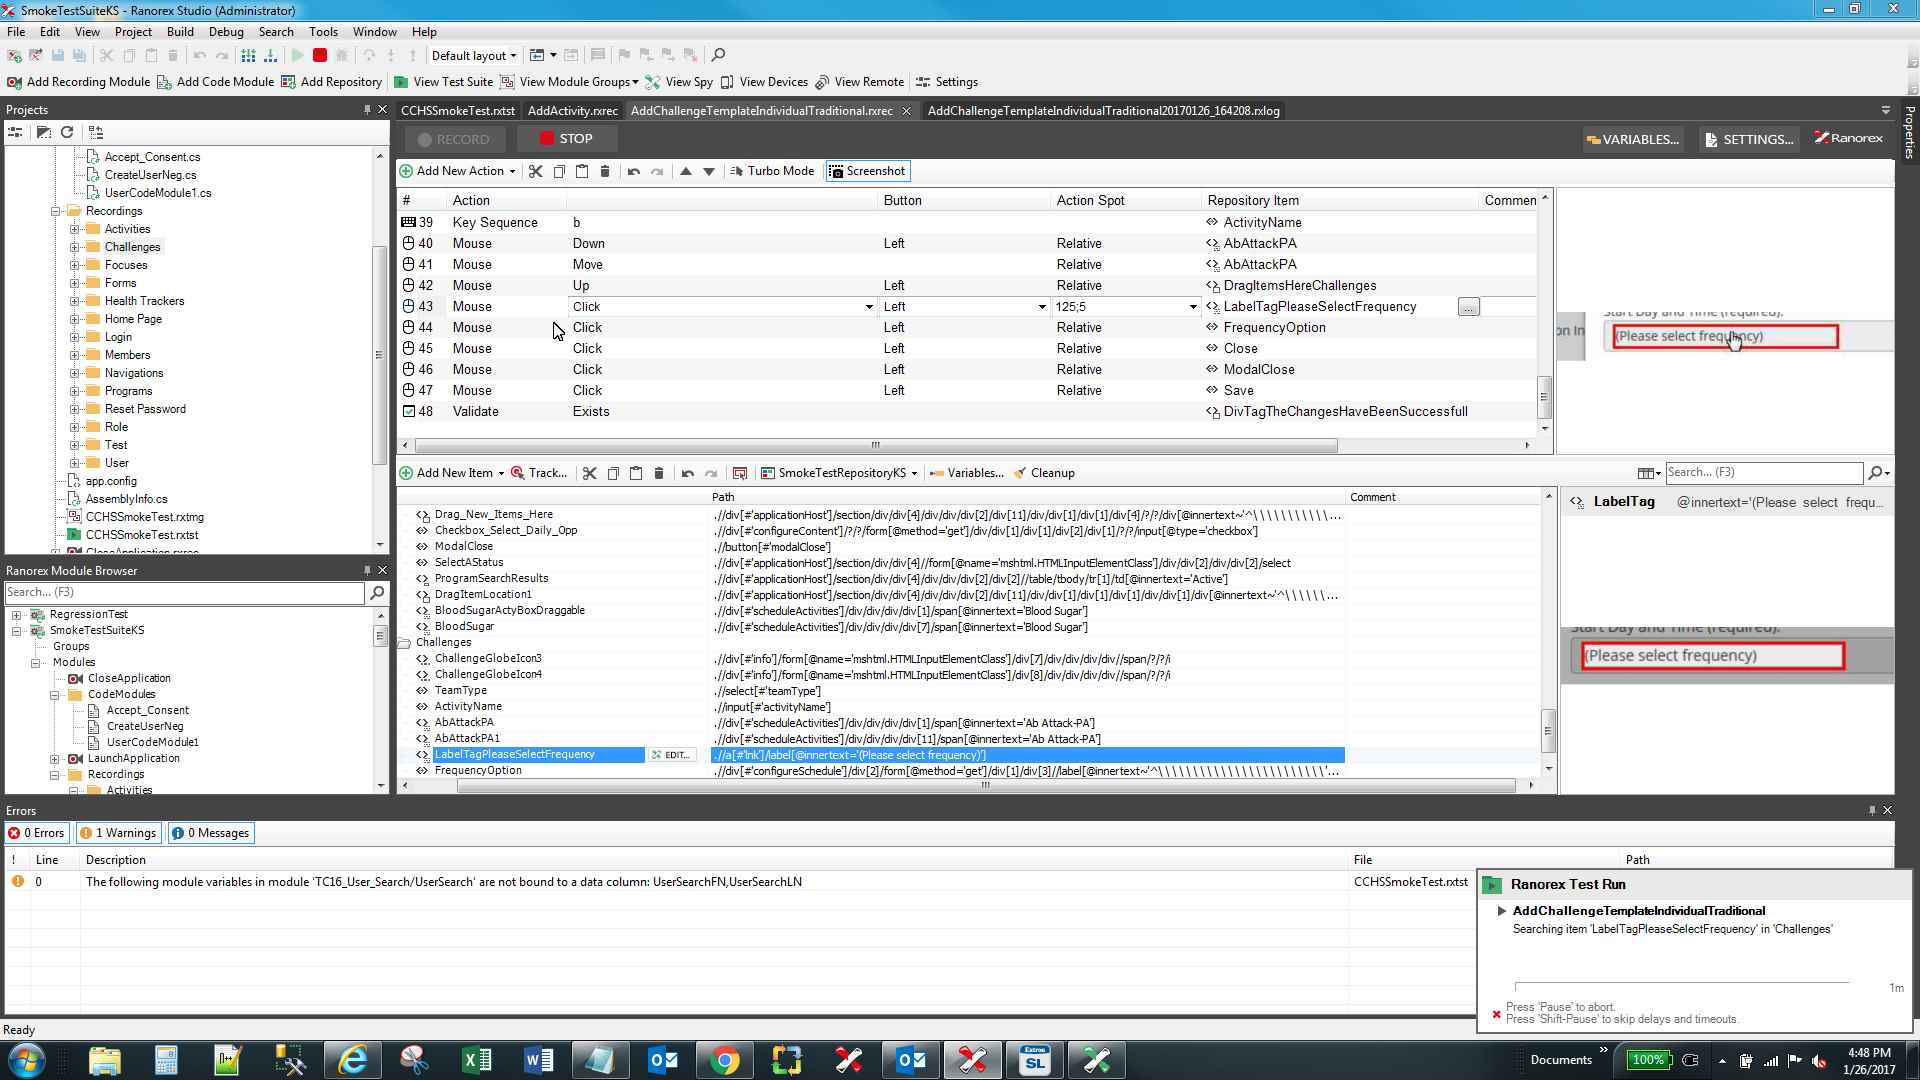 SmokeTestSuiteKS - Ranorex Studio (Administrator)
File Edit View Project Build Debug Search Tools Window Help
Default layout
Add Recording Module Add Code Module Add Repository View Test Suite View Module Groups View Spy View Devices View Remote Settings
Projects
Accept_Consent.cs
CreateUserNeg.cs
UserCodeModule1.cs
Recordings
Activities
Challenges
Focuses
Forms
Health Trackers
Home Page
Login
Members
Navigations
Programs
Reset Password
Role
Test
User
app.config
AssemblyInfo.cs
CCHSSmokeTest.rxtmg
CCHSSmokeTest.rxtst
CloseApplication.rxrec
Ranorex Module Browser
Search... (F3)
RegressionTest
SmokeTestSuiteKS
Groups
Modules
CloseApplication
CodeModules
Accept_Consent
CreateUserNeg
UserCodeModule1
LaunchApplication
Recordings
Activities
CCHSSmokeTest.rxtst AddActivity.rxrec AddChallengeTemplateIndividualTraditional.rxrec AddChallengeTemplateIndividualTraditional20170126_164208.rxlog
Properties
RECORD STOP VARIABLES... SETTINGS... Ranorex
Add New Action Turbo Mode Screenshot
# Action Button Action Spot Repository Item Commen
39 Key Sequence b ActivityName
40 Mouse Down Left Relative AbAttackPA
41 Mouse Move Relative AbAttackPA
42 Mouse Up Left Relative DragItemsHereChallenges
43 Mouse Click Left 125;5 LabelTagPleaseSelectFrequency ...
44 Mouse Click Left Relative FrequencyOption
45 Mouse Click Left Relative Close
46 Mouse Click Left Relative ModalClose
47 Mouse Click Left Relative Save
48 Validate Exists DivTagTheChangesHaveBeenSuccessfull
Start Day and Time (required):
on In
(Please select frequency)
Add New Item Track... SmokeTestRepositoryKS Variables... Cleanup Search... (F3)
Path Comment
Drag_New_Items_Here .//div[#'applicationHost']/section/div/div[4]/div/div/div[2]/div[11]/div/div[1]/div[1]/div[4]/?/?/div[@innertext~'^\\\\\\\\\\\...
Checkbox_Select_Daily_Opp .//div[#'configureContent']/?/?/form[@method='get']/div/div[1]/div[1]/div[2]/div[1]/?/?/input[@type='checkbox']
ModalClose .//button[#'modalClose']
SelectAStatus .//div[#'applicationHost']/section/div/div[4]//form[@name='mshtml.HTMLInputElementClass']/div[2]/div/div[2]/select
ProgramSearchResults .//div[#'applicationHost']/section/div/div[4]/div/div/div[2]/div[2]//table/tbody/tr[1]/td[@innertext='Active']
DragItemLocation1 .//div[#'applicationHost']/section/div/div[4]/div/div/div[2]/div[11]/div/div[1]/div[1]/div[1]/div[1]/div/div[@innertext~'^\\\\\\...
BloodSugarActyBoxDraggable .//div[#'scheduleActivities']/div/div/div[1]/span[@innertext='Blood Sugar']
BloodSugar .//div[#'scheduleActivities']/div/div/div[7]/span[@innertext='Blood Sugar']
Challenges
ChallengeGlobeIcon3 .//div[#'info']/form[@name='mshtml.HTMLInputElementClass']/div[7]/div/div/div/div//span/?/?/i
ChallengeGlobeIcon4 .//div[#'info']/form[@name='mshtml.HTMLInputElementClass']/div[8]/div/div/div/div//span/?/?/i
TeamType .//select[#'teamType']
ActivityName .//input[#'activityName']
AbAttackPA .//div[#'scheduleActivities']/div/div/div/div[1]/span[@innertext='Ab Attack-PA']
AbAttackPA1 .//div[#'scheduleActivities']/div/div/div[11]/span[@innertext='Ab Attack-PA']
LabelTagPleaseSelectFrequency EDIT... .//a[#'lnk']/label[@innertext='(Please select frequency)']
FrequencyOption .//div[#'configureSchedule']/div[2]/form[@method='get']/div[1]/div[3]//label[@innertext~'^\\\\\\\\\\\\\\\\\\\\\\\\'...
LabelTag @innertext='(Please select frequ...
Start Day and Time (required):
(Please select frequency)
Errors
0 Errors 1 Warnings 0 Messages
! Line Description File Path
0 The following module variables in module 'TC16_User_Search/UserSearch' are not bound to a data column: UserSearchFN,UserSearchLN CCHSSmokeTest.rxtst
Ranorex Test Run
AddChallengeTemplateIndividualTraditional
Searching item 'LabelTagPleaseSelectFrequency' in 'Challenges'
1m
Press 'Pause' to abort.
Press 'Shift-Pause' to skip delays and timeouts.
Ready
Documents 100% 4:48 PM
1/26/2017
Extron
SL